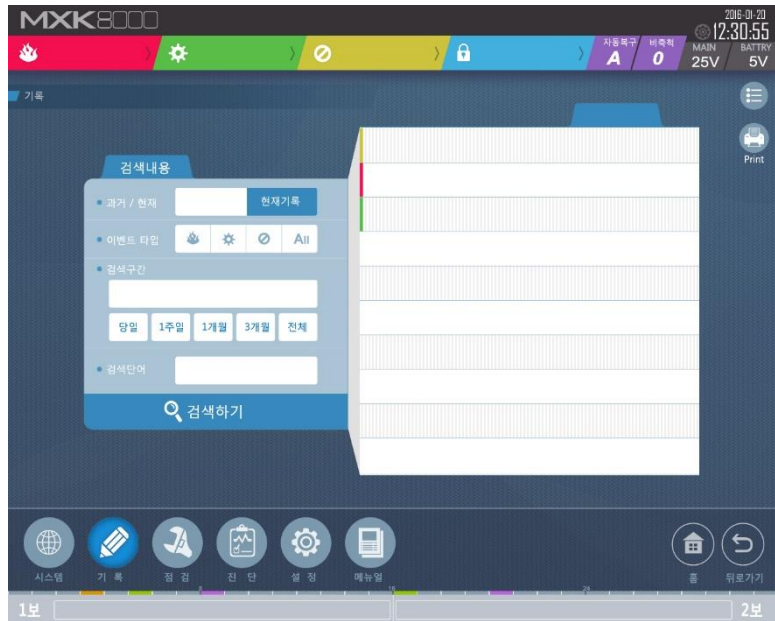 MXK8000
2016-01-20
12:30:55
자동복구 비축적 MAIN BATTRY
A 0 25V 5V
기록
Print
검색내용
과거 / 현재 현재기록
이벤트 타입 All
검색구간
당일 1주일 1개월 3개월 전체
검색단어
검색하기
시스템 기 록 점 검 진 단 설 정 메뉴얼 홈 뒤로가기
1보 2보